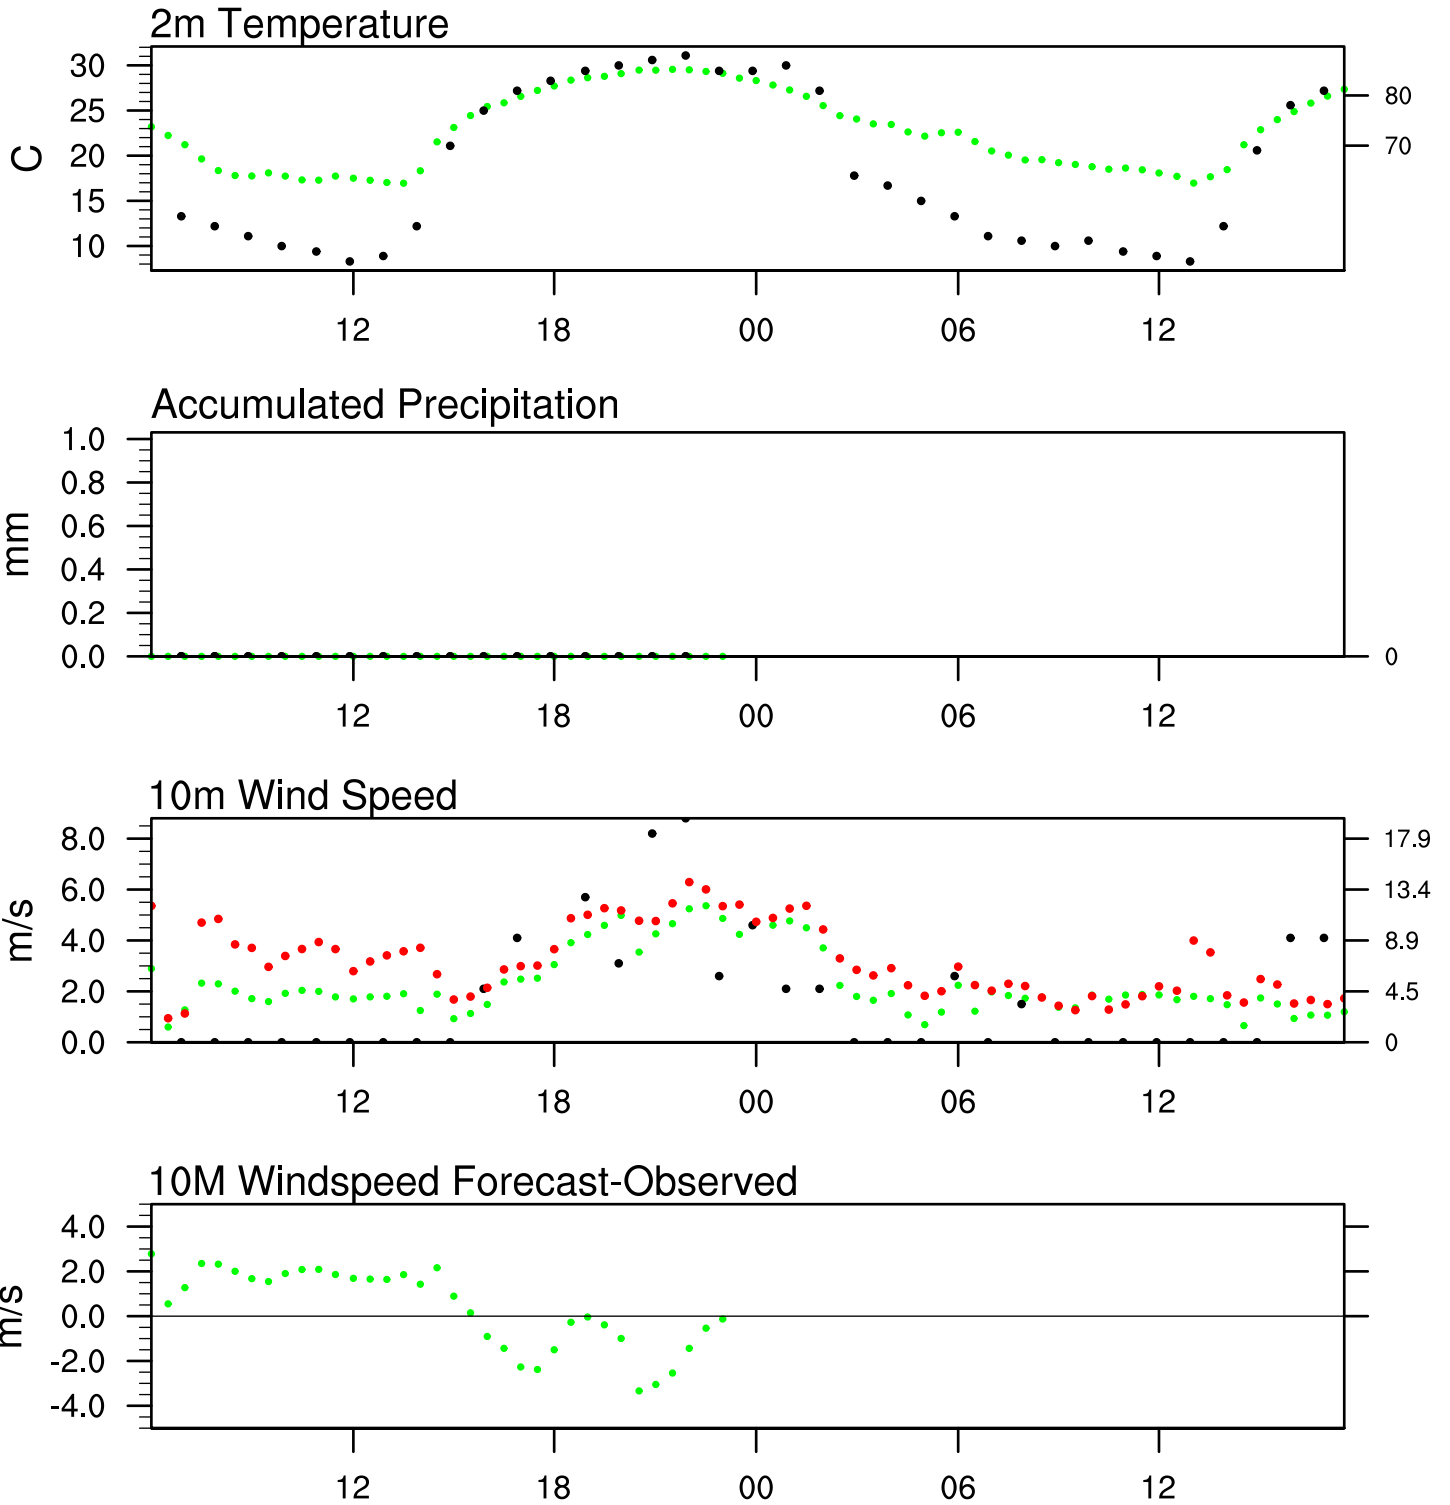 2m Temperature
30
25
20
15
10
C
80
70
12 18 00 06 12
Accumulated Precipitation
1.0
0.8
0.6
0.4
0.2
0.0
mm
0
12 18 00 06 12
10m Wind Speed
8.0
6.0
4.0
2.0
0.0
m/s
17.9
13.4
8.9
4.5
0
12 18 00 06 12
10M Windspeed Forecast-Observed
4.0
2.0
0.0
-2.0
-4.0
m/s
12 18 00 06 12